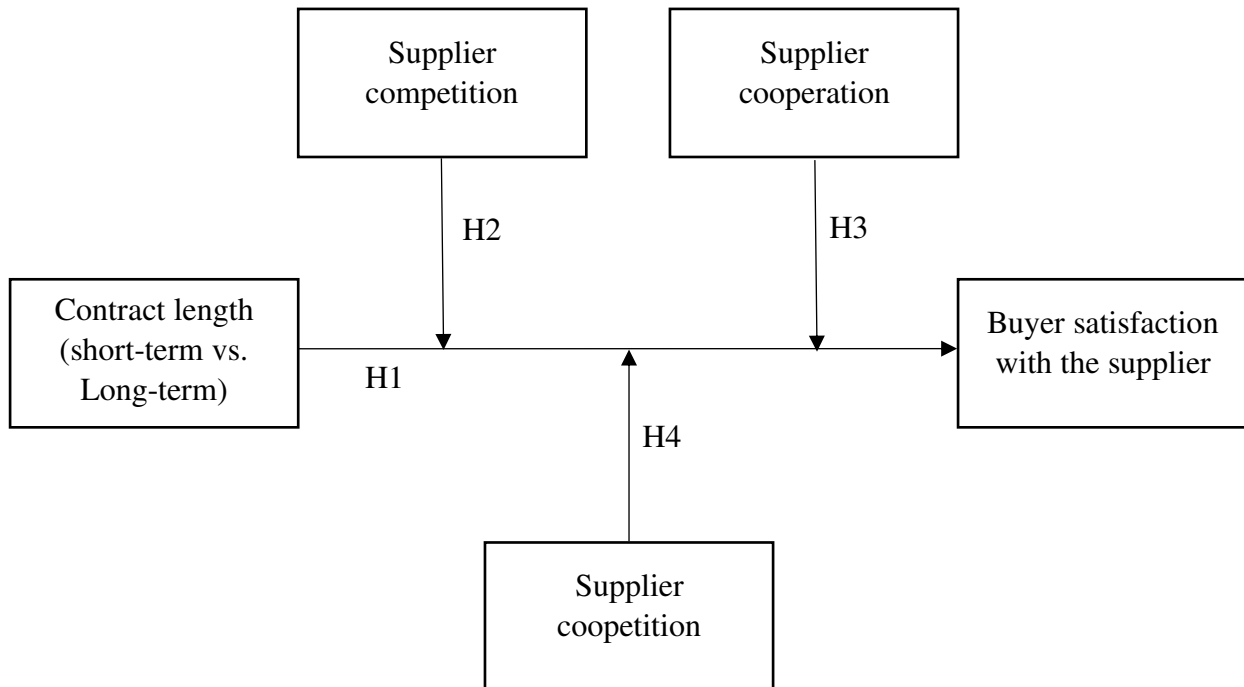 Supplier
competition
Supplier
cooperation
H2
H3
Contract length
(short-term vs.
Long-term)
H1
Buyer satisfaction
with the supplier
H4
Supplier
coopetition